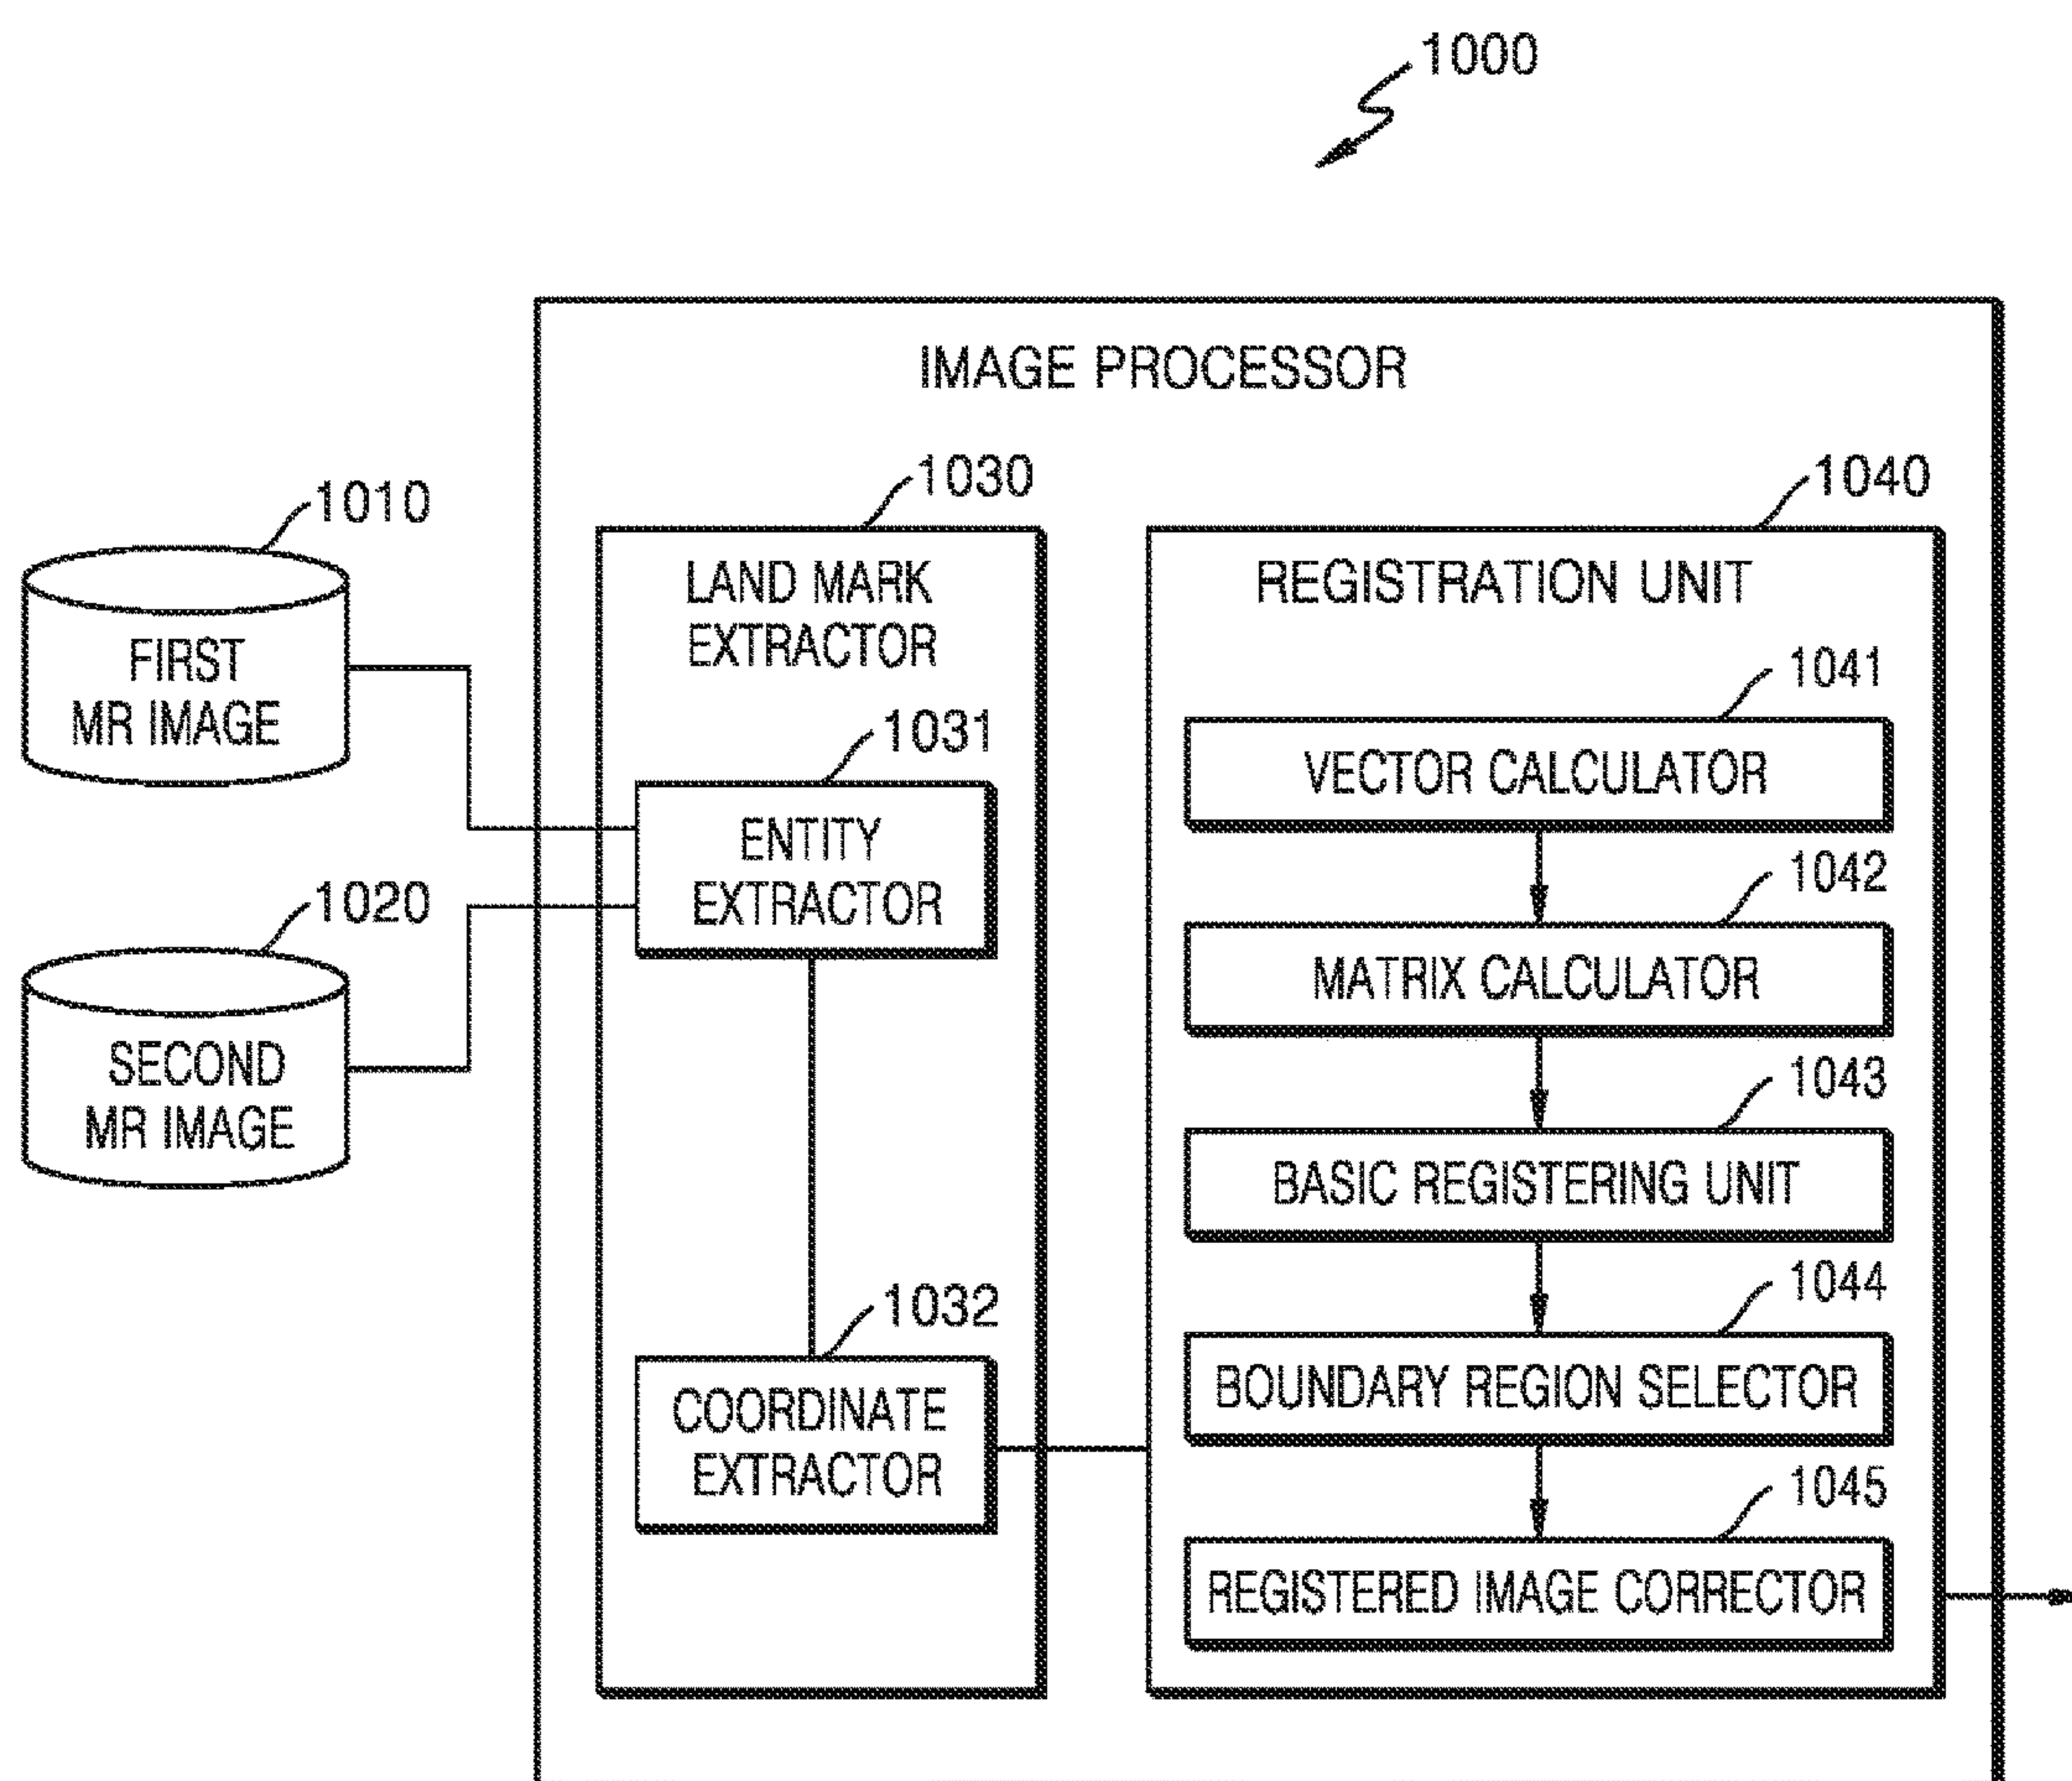 1000
IMAGE PROCESSOR
1010
FIRST
MR IMAGE
1020
SECOND
MR IMAGE
1030
LAND MARK
EXTRACTOR
1031
ENTITY
EXTRACTOR
1032
COORDINATE
EXTRACTOR
1040
REGISTRATION UNIT
1041
VECTOR CALCULATOR
1042
MATRIX CALCULATOR
1043
BASIC REGISTERING UNIT
1044
BOUNDARY REGION SELECTOR
1045
REGISTERED IMAGE CORRECTOR